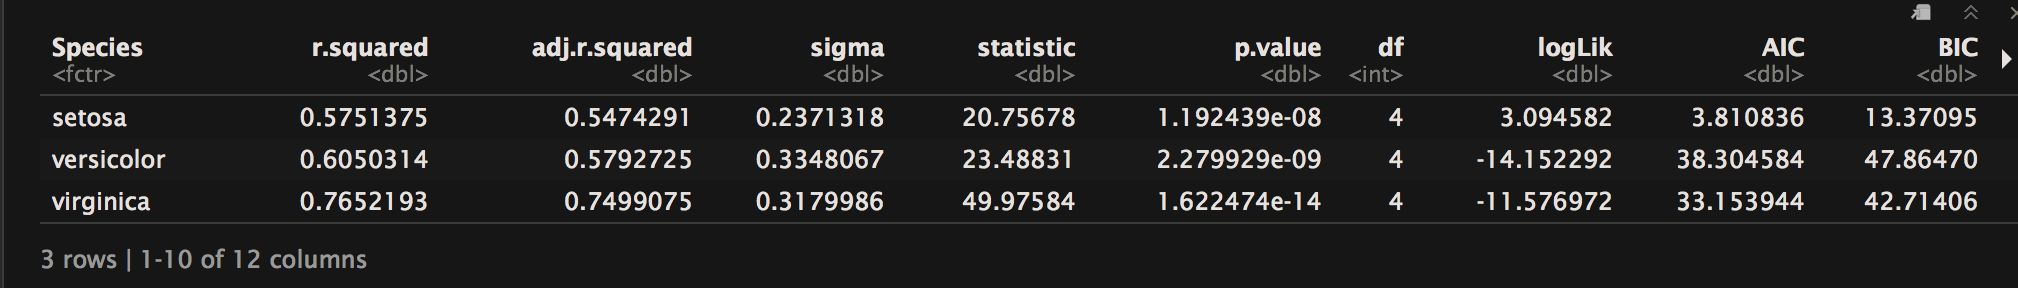 Species r.squared adj.r.squared sigma statistic p.value df logLik AIC BIC
<fctr> <dbl> <dbl> <dbl> <dbl> <dbl> <int> <dbl> <dbl> <dbl>
setosa 0.5751375 0.5474291 0.2371318 20.75678 1.192439e-08 4 3.094582 3.810836 13.37095
versicolor 0.6050314 0.5792725 0.3348067 23.48831 2.279929e-09 4 -14.152292 38.304584 47.86470
virginica 0.7652193 0.7499075 0.3179986 49.97584 1.622474e-14 4 -11.576972 33.153944 42.71406
3 rows | 1-10 of 12 columns